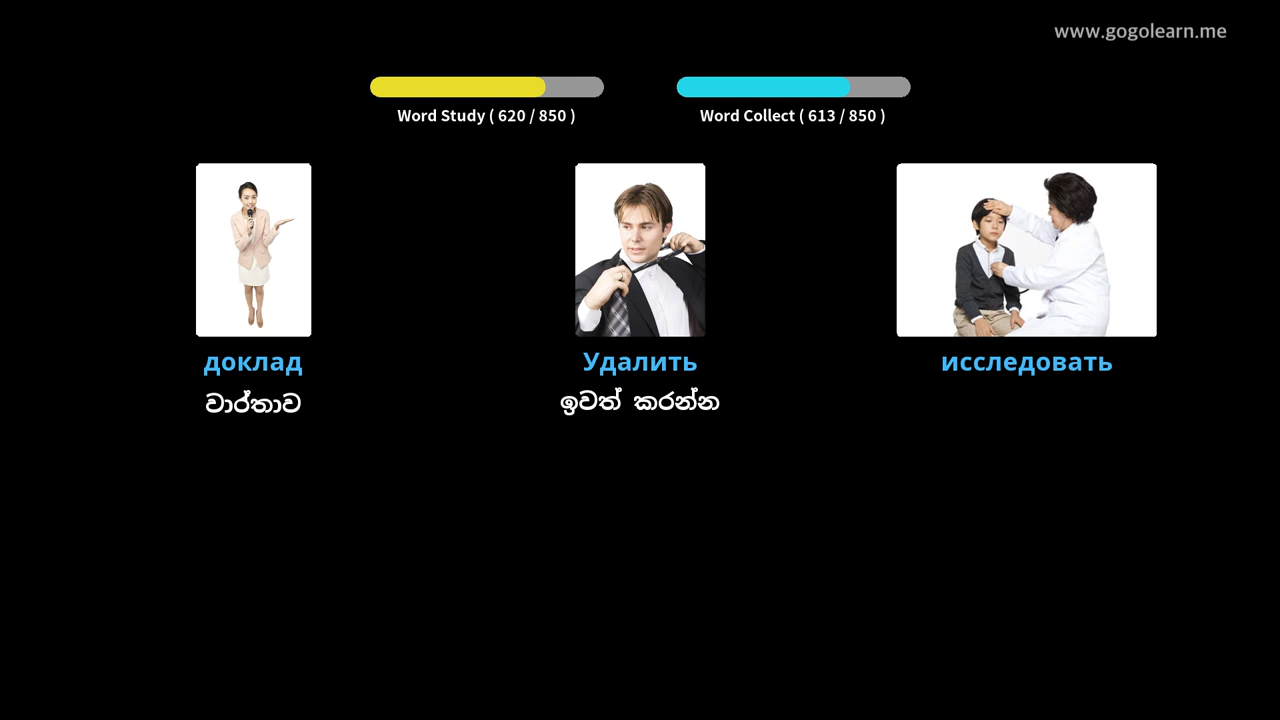 www.gogolearn.me
Word Study ( 620 / 850 )
Word Collect ( 613 / 850 )
доклад
Удалить
исследовать
වාර්තාව
ඉවත් කරන්න